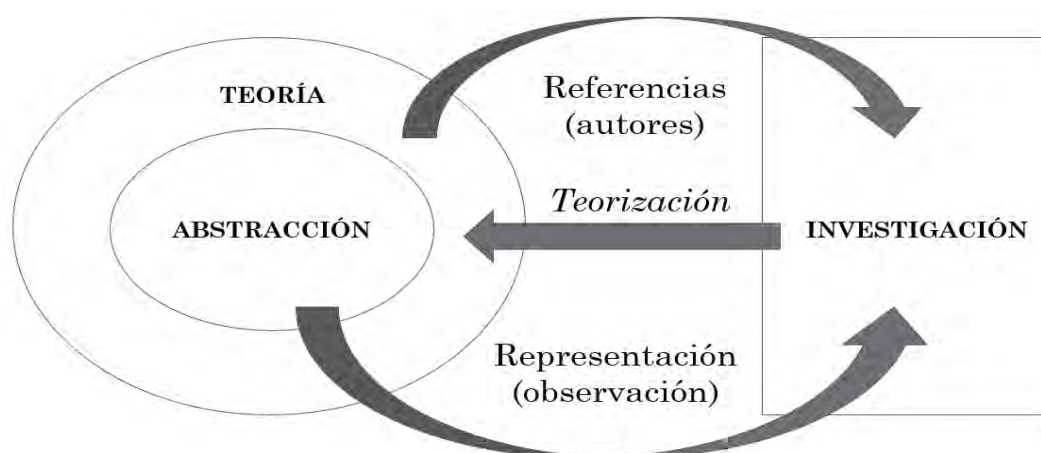 TEORÍA
Referencias
(autores)
Teorización
ABSTRACCIÓN
INVESTIGACIÓN
Representación
(observación)